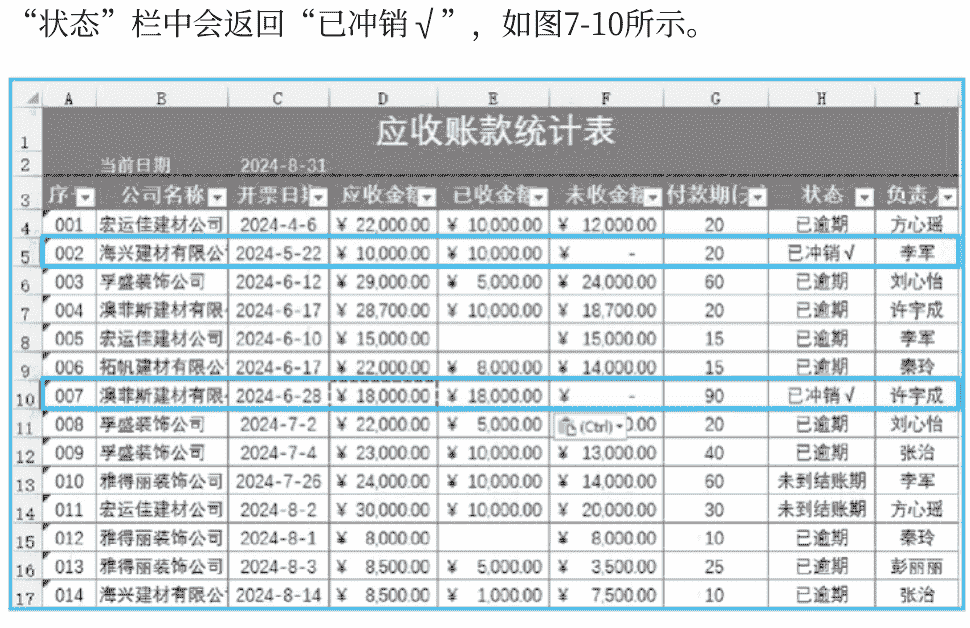 “状态”栏中会返回“已冲销√”，如图7-10所示。
A B C D E F G H I
1 应收账款统计表
2 当前日期 2024-8-31
3 序 公司名称 开票日 应收金 已收金 未收金 付款期(天 状态 负责
4 001 宏运佳建材公司 2024-4-6 ¥ 22,000.00 ¥ 10,000.00 ¥ 12,000.00 20 已逾期 方心瑶
5 002 海兴建材有限公 2024-5-22 ¥ 10,000.00 ¥ 10,000.00 ¥ - 20 已冲销√ 李军
6 003 孚盛装饰公司 2024-6-12 ¥ 29,000.00 ¥ 5,000.00 ¥ 24,000.00 60 已逾期 刘心怡
7 004 澳菲斯建材有限 2024-6-17 ¥ 28,700.00 ¥ 10,000.00 ¥ 18,700.00 20 已逾期 许宇成
8 005 宏运佳建材公司 2024-6-10 ¥ 15,000.00 ¥ 15,000.00 15 已逾期 李军
9 006 拓帆建材有限公 2024-6-17 ¥ 22,000.00 ¥ 8,000.00 ¥ 14,000.00 15 已逾期 秦玲
10 007 澳菲斯建材有限 2024-6-28 ¥ 18,000.00 ¥ 18,000.00 ¥ - 90 已冲销√ 许宇成
11 008 孚盛装饰公司 2024-7-2 ¥ 22,000.00 ¥ 5,000.00 (Ctrl) 0.00 20 已逾期 刘心怡
12 009 孚盛装饰公司 2024-7-4 ¥ 23,000.00 ¥ 10,000.00 ¥ 13,000.00 40 已逾期 张治
13 010 雅得丽装饰公司 2024-7-26 ¥ 24,000.00 ¥ 10,000.00 ¥ 14,000.00 60 未到结账期 李军
14 011 宏运佳建材公司 2024-8-2 ¥ 30,000.00 ¥ 10,000.00 ¥ 20,000.00 30 未到结账期 方心瑶
15 012 雅得丽装饰公司 2024-8-1 ¥ 8,000.00 ¥ 8,000.00 10 已逾期 秦玲
16 013 雅得丽装饰公司 2024-8-3 ¥ 8,500.00 ¥ 5,000.00 ¥ 3,500.00 25 已逾期 彭丽丽
17 014 海兴建材有限公 2024-8-14 ¥ 8,500.00 ¥ 1,000.00 ¥ 7,500.00 10 已逾期 张治